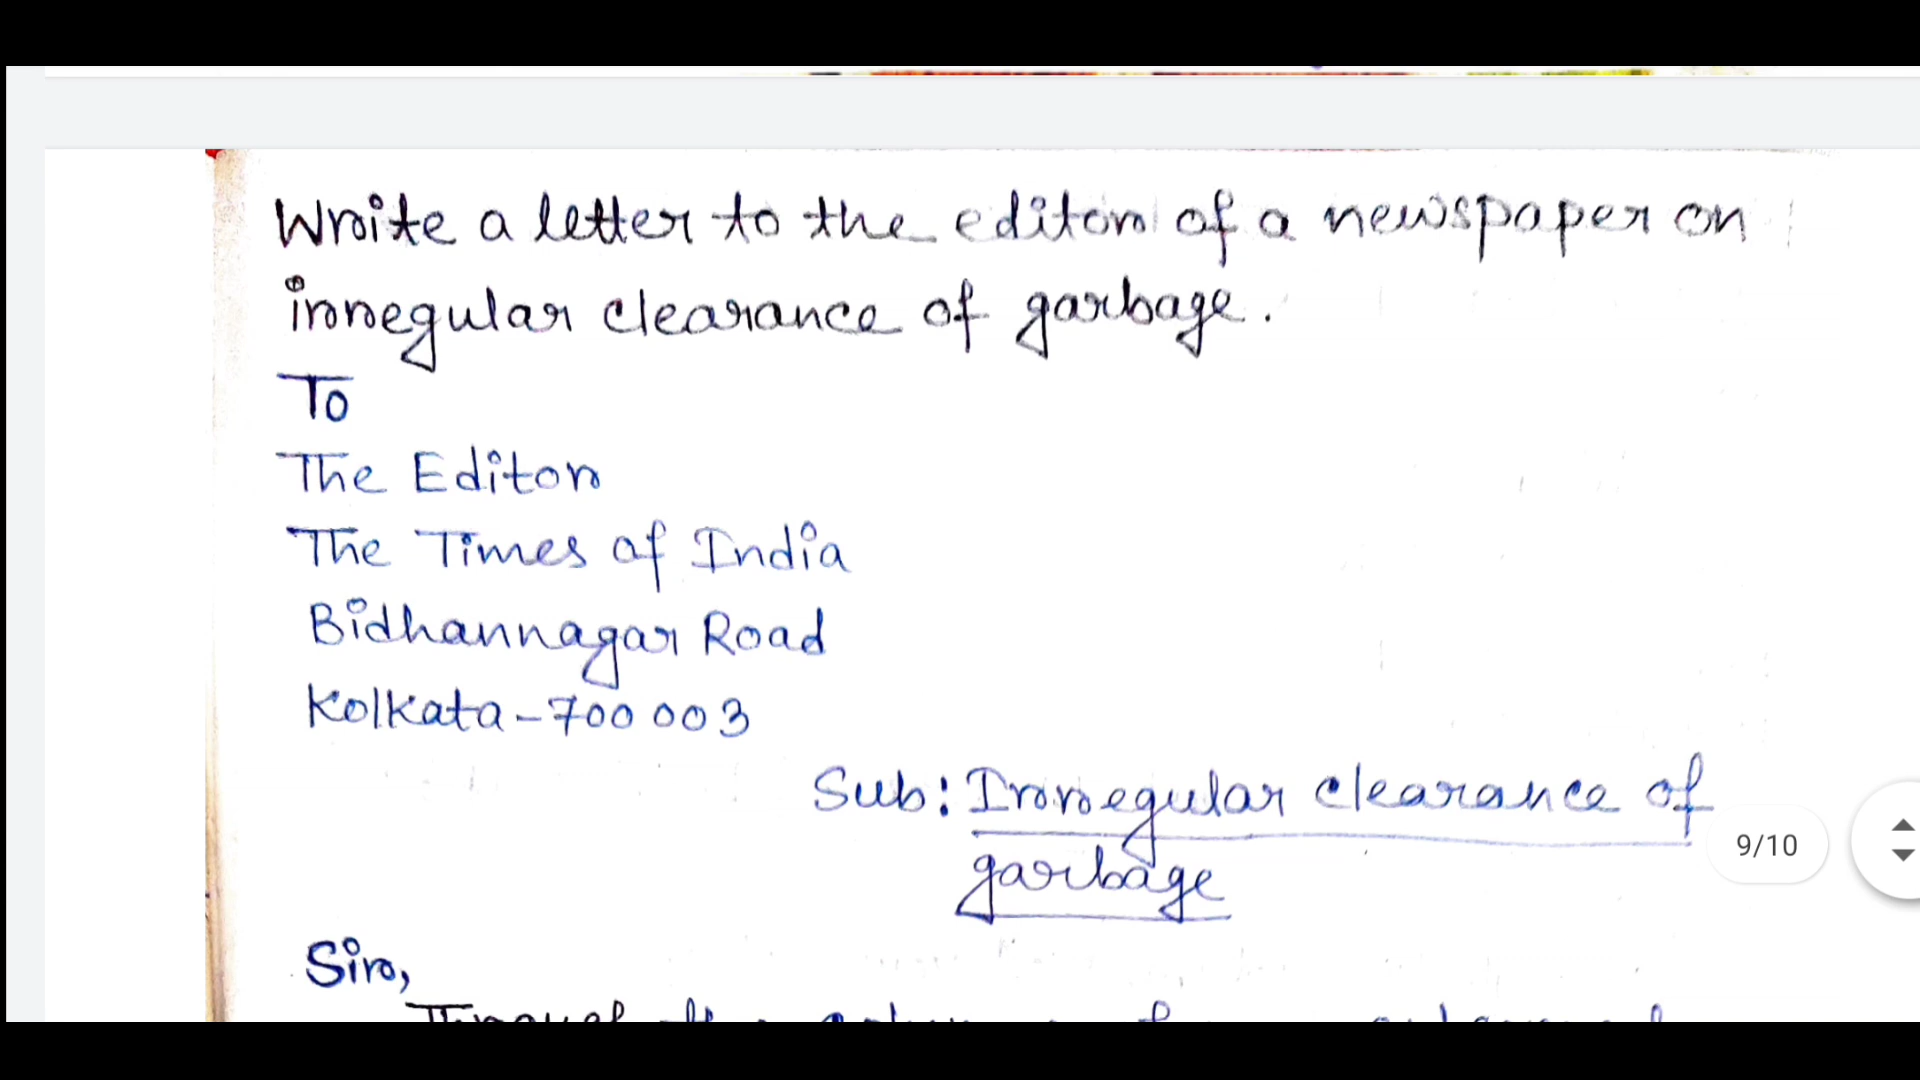 Write a letter to the editor of a newspaper on
irregular clearance of garbage.
To
The Editor
The Times of India
Bidhannagar Road
Kolkata-700 003
Sub: Irregular clearance of
garbage
9/10
Sir,